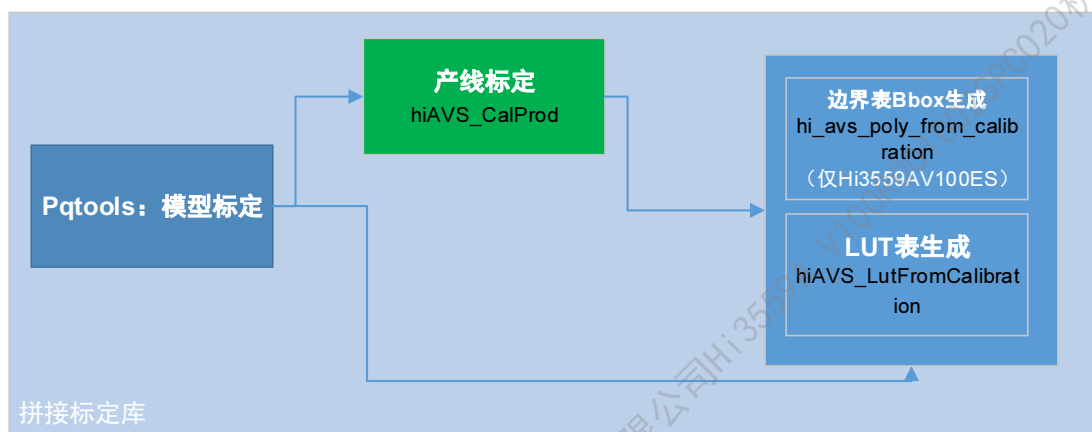 产线标定
hiAVS_CalProd
Pqtools：模型标定
边界表Bbox生成
hi_avs_poly_from_calib
ration
（仅Hi3559AV100ES）
LUT表生成
hiAVS_LutFromCalibrat
ion
拼接标定库